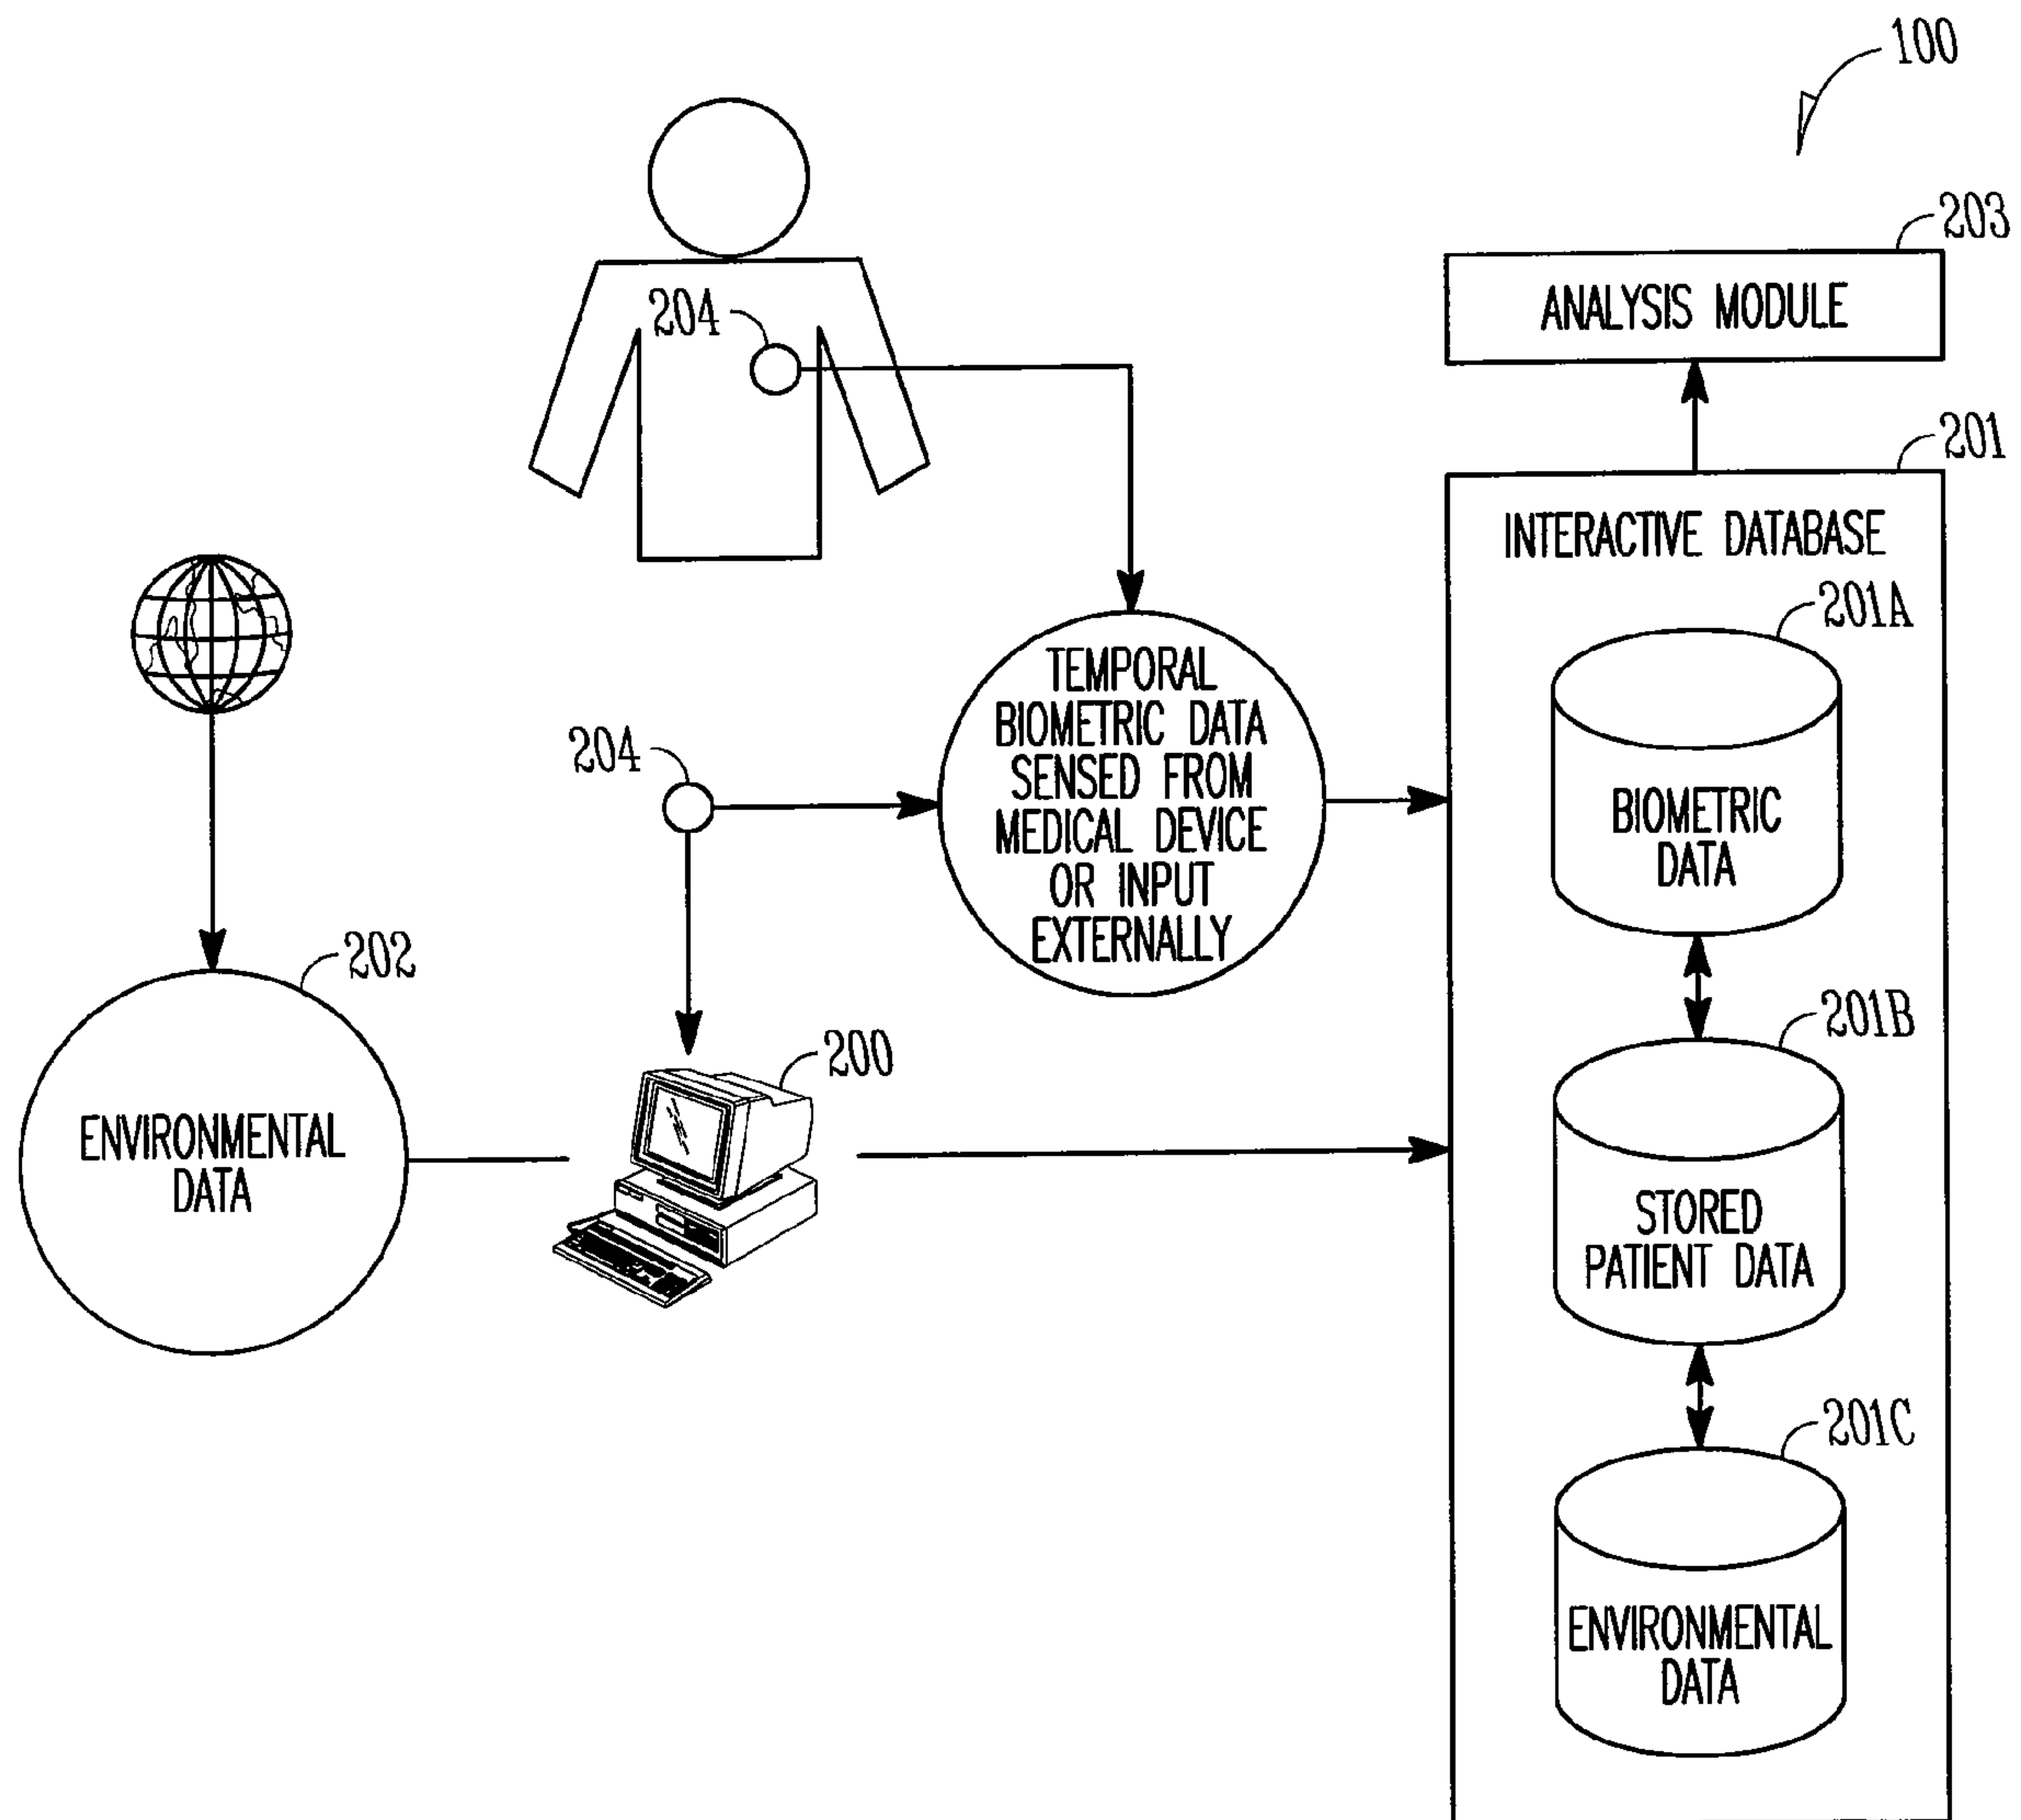 100
203
ANALYSIS MODULE
204
201
INTERACTIVE DATABASE
201A
TEMPORAL
BIOMETRIC DATA
SENSED FROM
MEDICAL DEVICE
OR INPUT
EXTERNALLY
204
BIOMETRIC
DATA
202
ENVIRONMENTAL
DATA
200
201B
STORED
PATIENT DATA
201C
ENVIRONMENTAL
DATA